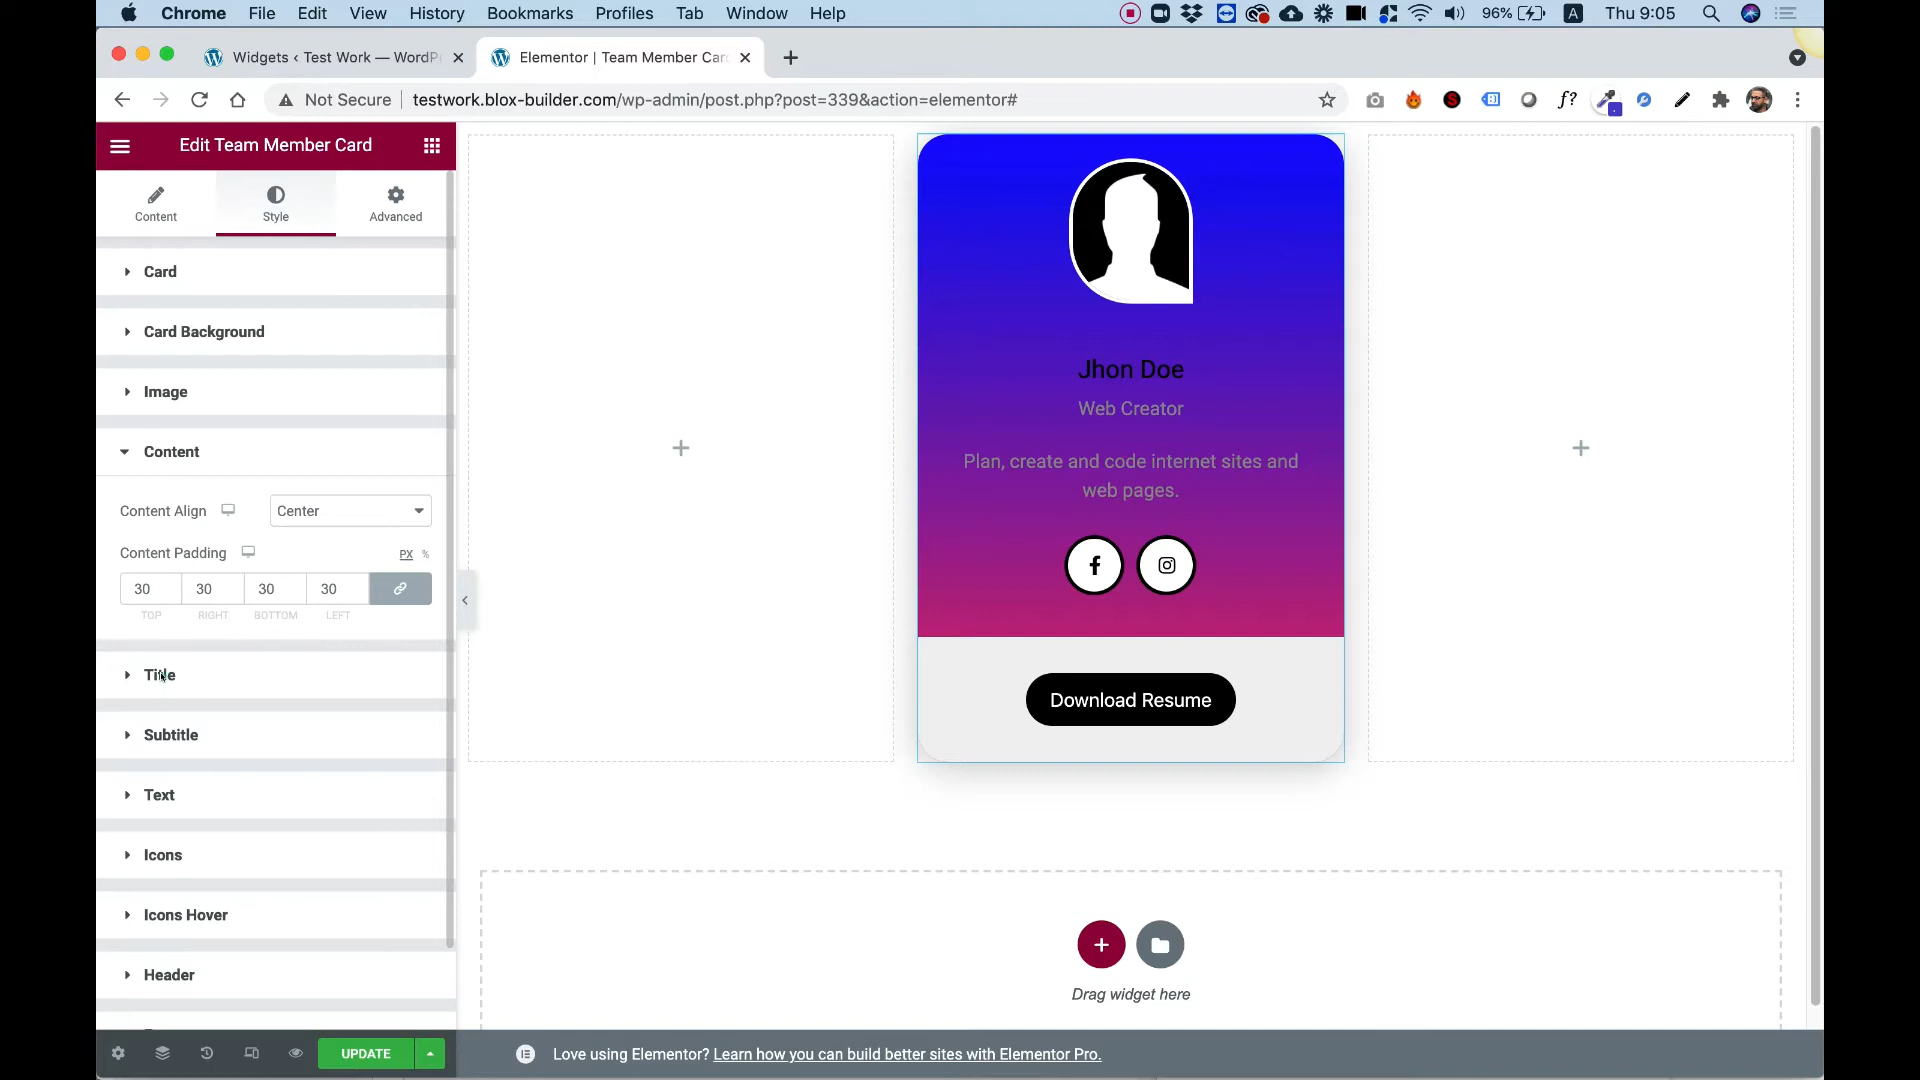 Chrome File Edit View History Bookmarks Profiles Tab Window Help 96% A Thu 9:05
Widgets ‹ Test Work — WordPr Elementor | Team Member Car
Not Secure testwork.blox-builder.com/wp-admin/post.php?post=339&action=elementor# f?
Edit Team Member Card
Content Style Advanced
Card
Card Background
Image
Content
Content Align Center
Content Padding PX %
30 30 30 30
TOP RIGHT BOTTOM LEFT
Title
Subtitle
Text
Icons
Icons Hover
Header
UPDATE
Jhon Doe
Web Creator
Plan, create and code internet sites and
web pages.
Download Resume
Drag widget here
Love using Elementor? Learn how you can build better sites with Elementor Pro.